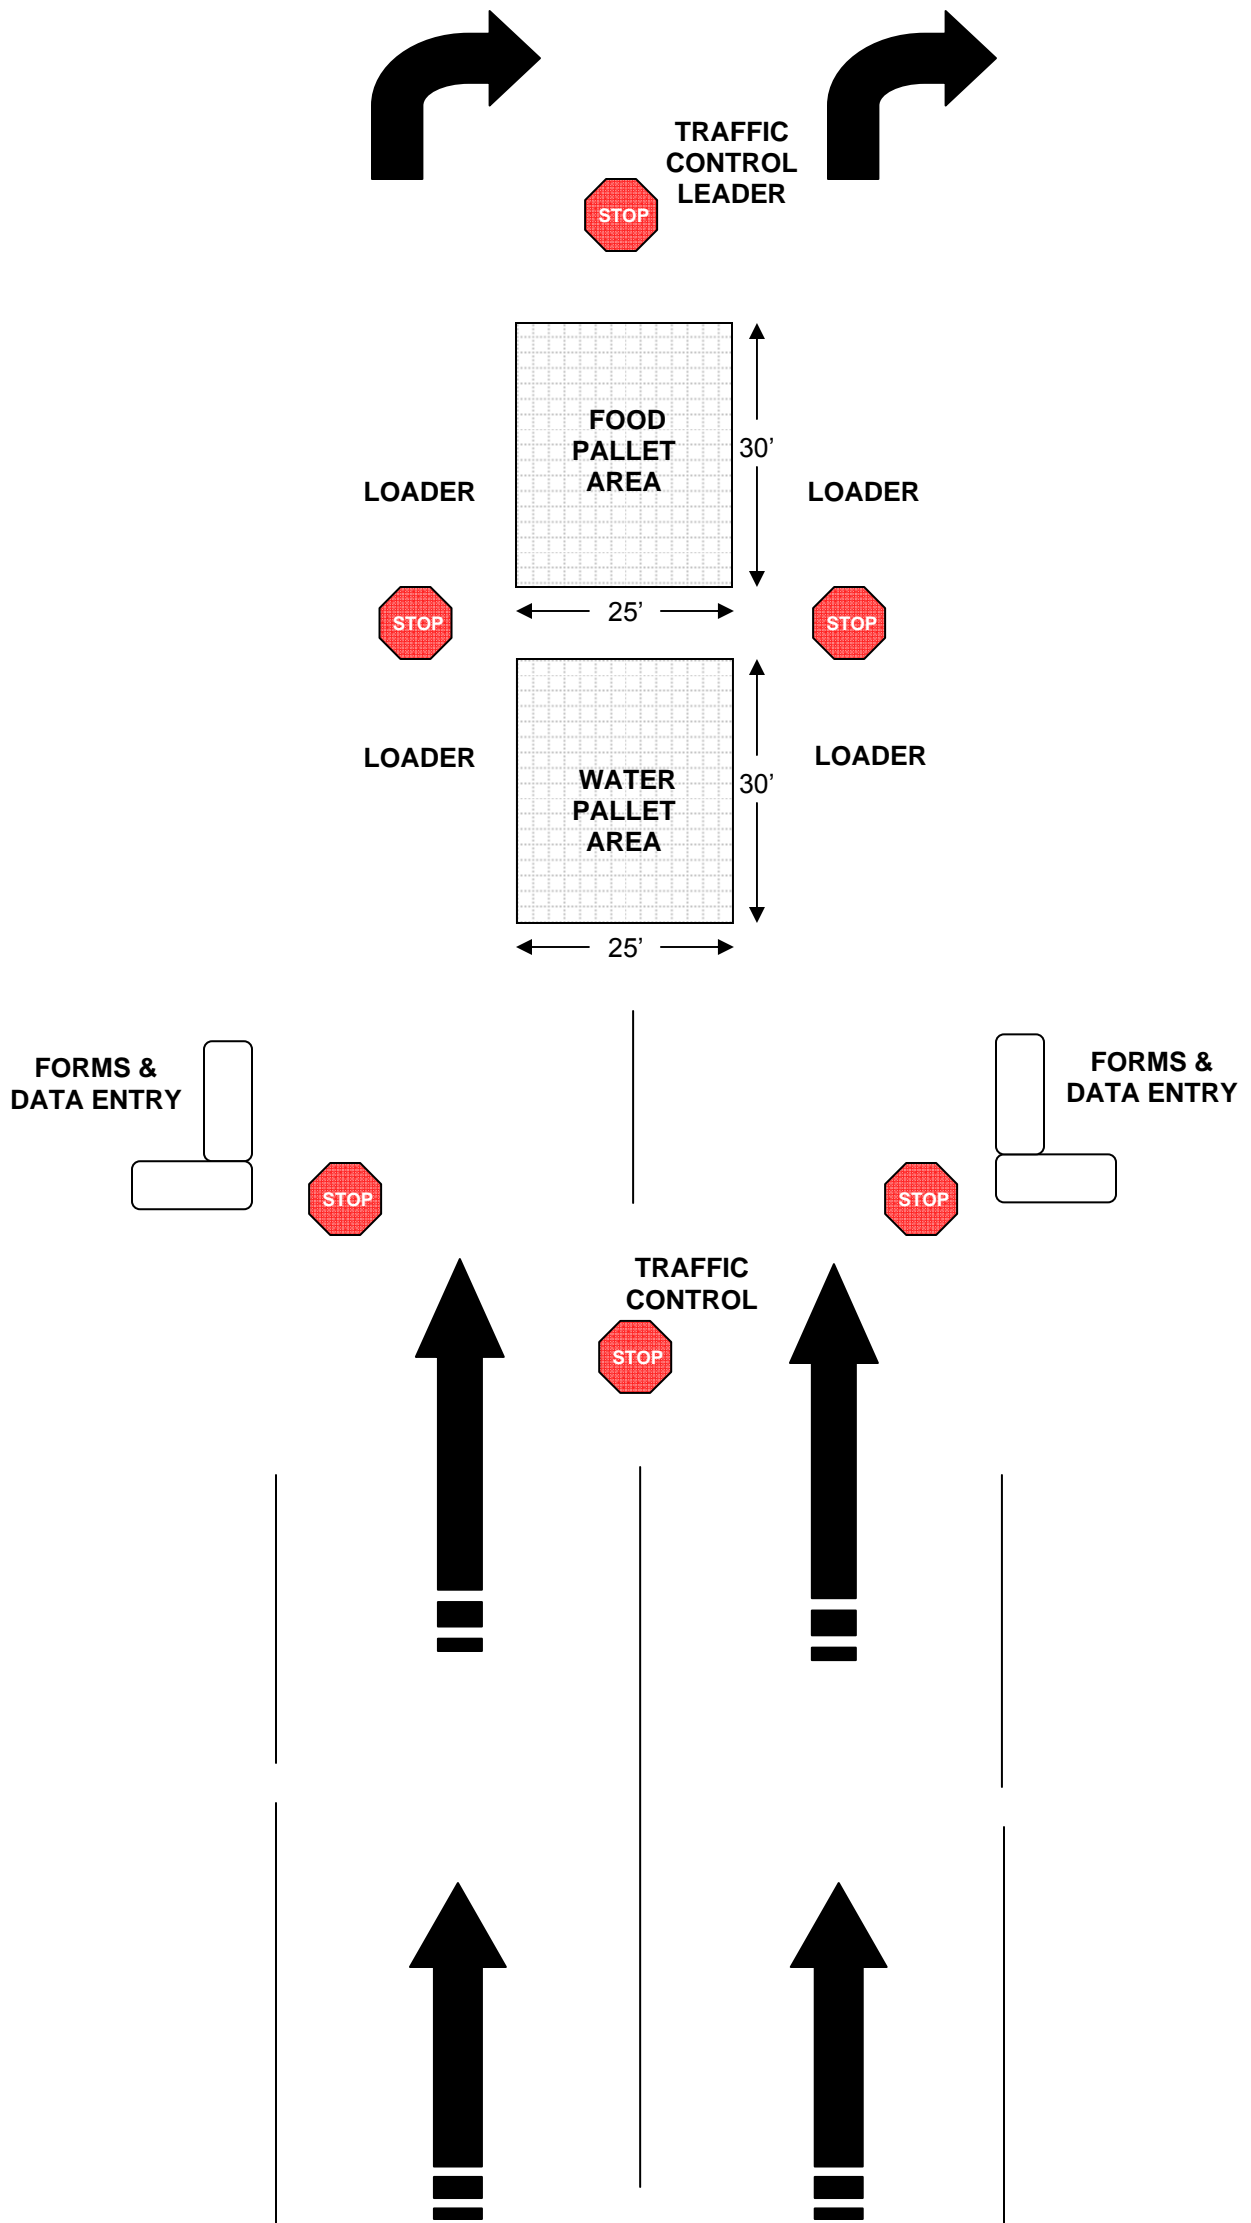 TRAFFIC
CONTROL
LEADER
STOP
FOOD
PALLET
AREA
30’
LOADER
LOADER
25’
STOP
STOP
LOADER
LOADER
WATER
PALLET
AREA
30’
25’
FORMS &
DATA ENTRY
FORMS &
DATA ENTRY
STOP
STOP
TRAFFIC
CONTROL
STOP